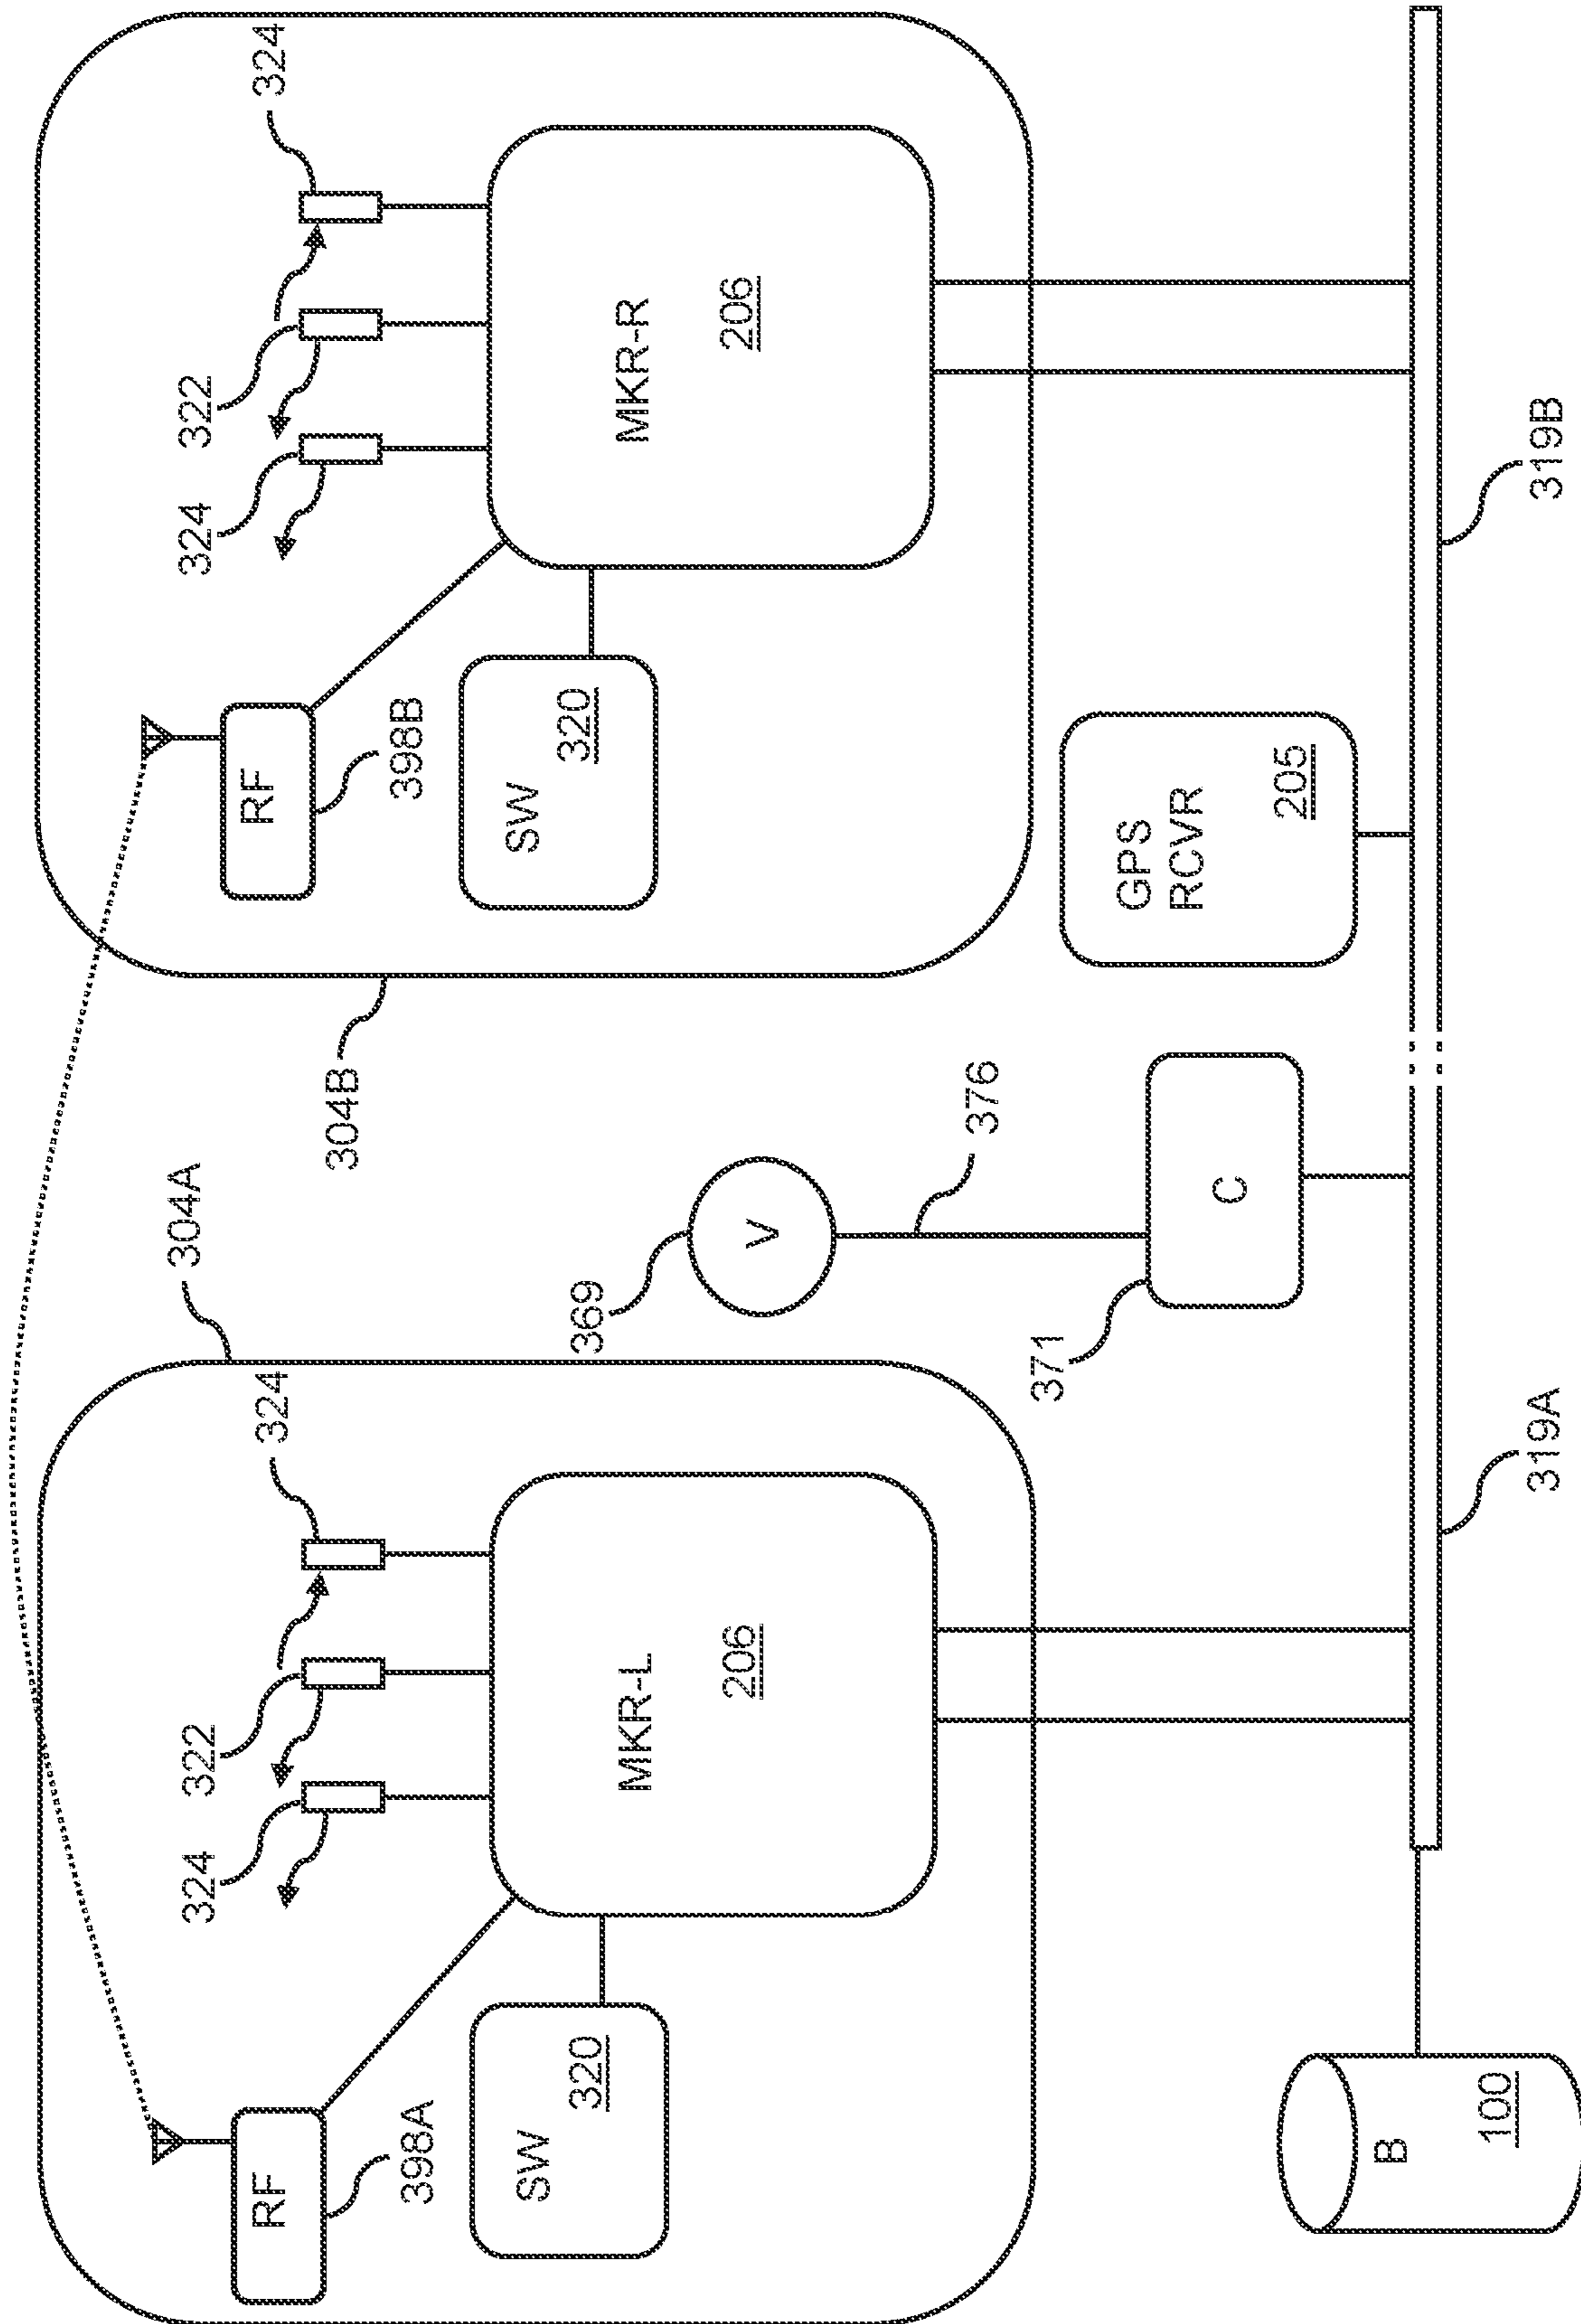 304A
324
322
324
RF
398A
SW
320
MKR-L
206
369
V
376
371
C
319A
B
100
304B
324
322
324
RF
398B
SW
320
MKR-R
206
GPS
RCVR
205
319B